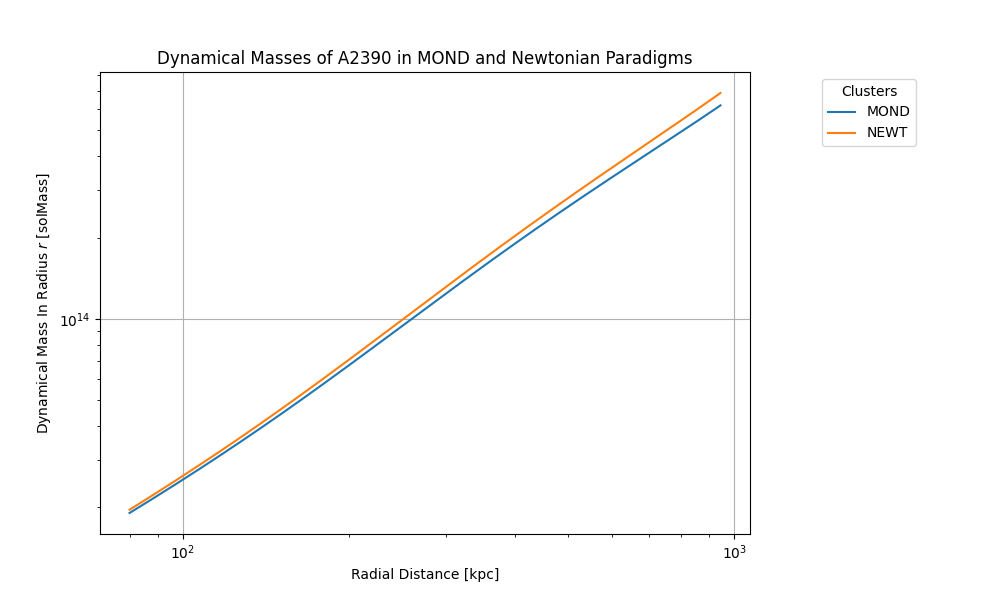 Dynamical Masses of A2390 in MOND and Newtonian Paradigms
Clusters
MOND
NEWT
Dynamical Mass In Radius r [solMass]
10^14
10^2
10^3
Radial Distance [kpc]